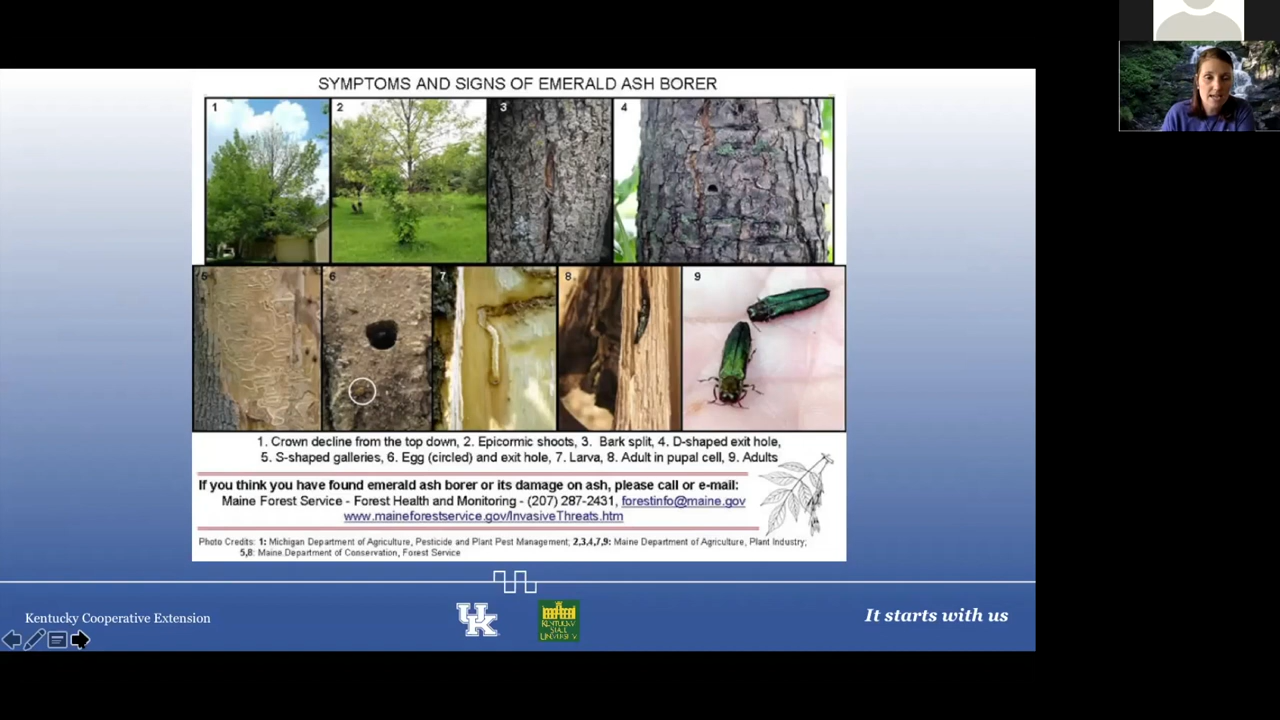 SYMPTOMS AND SIGNS OF EMERALD ASH BORER
1
2
3
4
5
6
7
8
9
1. Crown decline from the top down, 2. Epicormic shoots, 3. Bark split, 4. D-shaped exit hole,
5. S-shaped galleries, 6. Egg (circled) and exit hole, 7. Larva, 8. Adult in pupal cell, 9. Adults
If you think you have found emerald ash borer or its damage on ash, please call or e-mail:
Maine Forest Service - Forest Health and Monitoring - (207) 287-2431, forestinfo@maine.gov
www.maineforestservice.gov/InvasiveThreats.htm
Photo Credits: 1: Michigan Department of Agriculture, Pesticide and Plant Pest Management; 2,3,4,7,9: Maine Department of Agriculture, Plant Industry;
5,8: Maine Department of Conservation, Forest Service
Kentucky Cooperative Extension
UK
KENTUCKY
STATE
UNIVERSITY
It starts with us